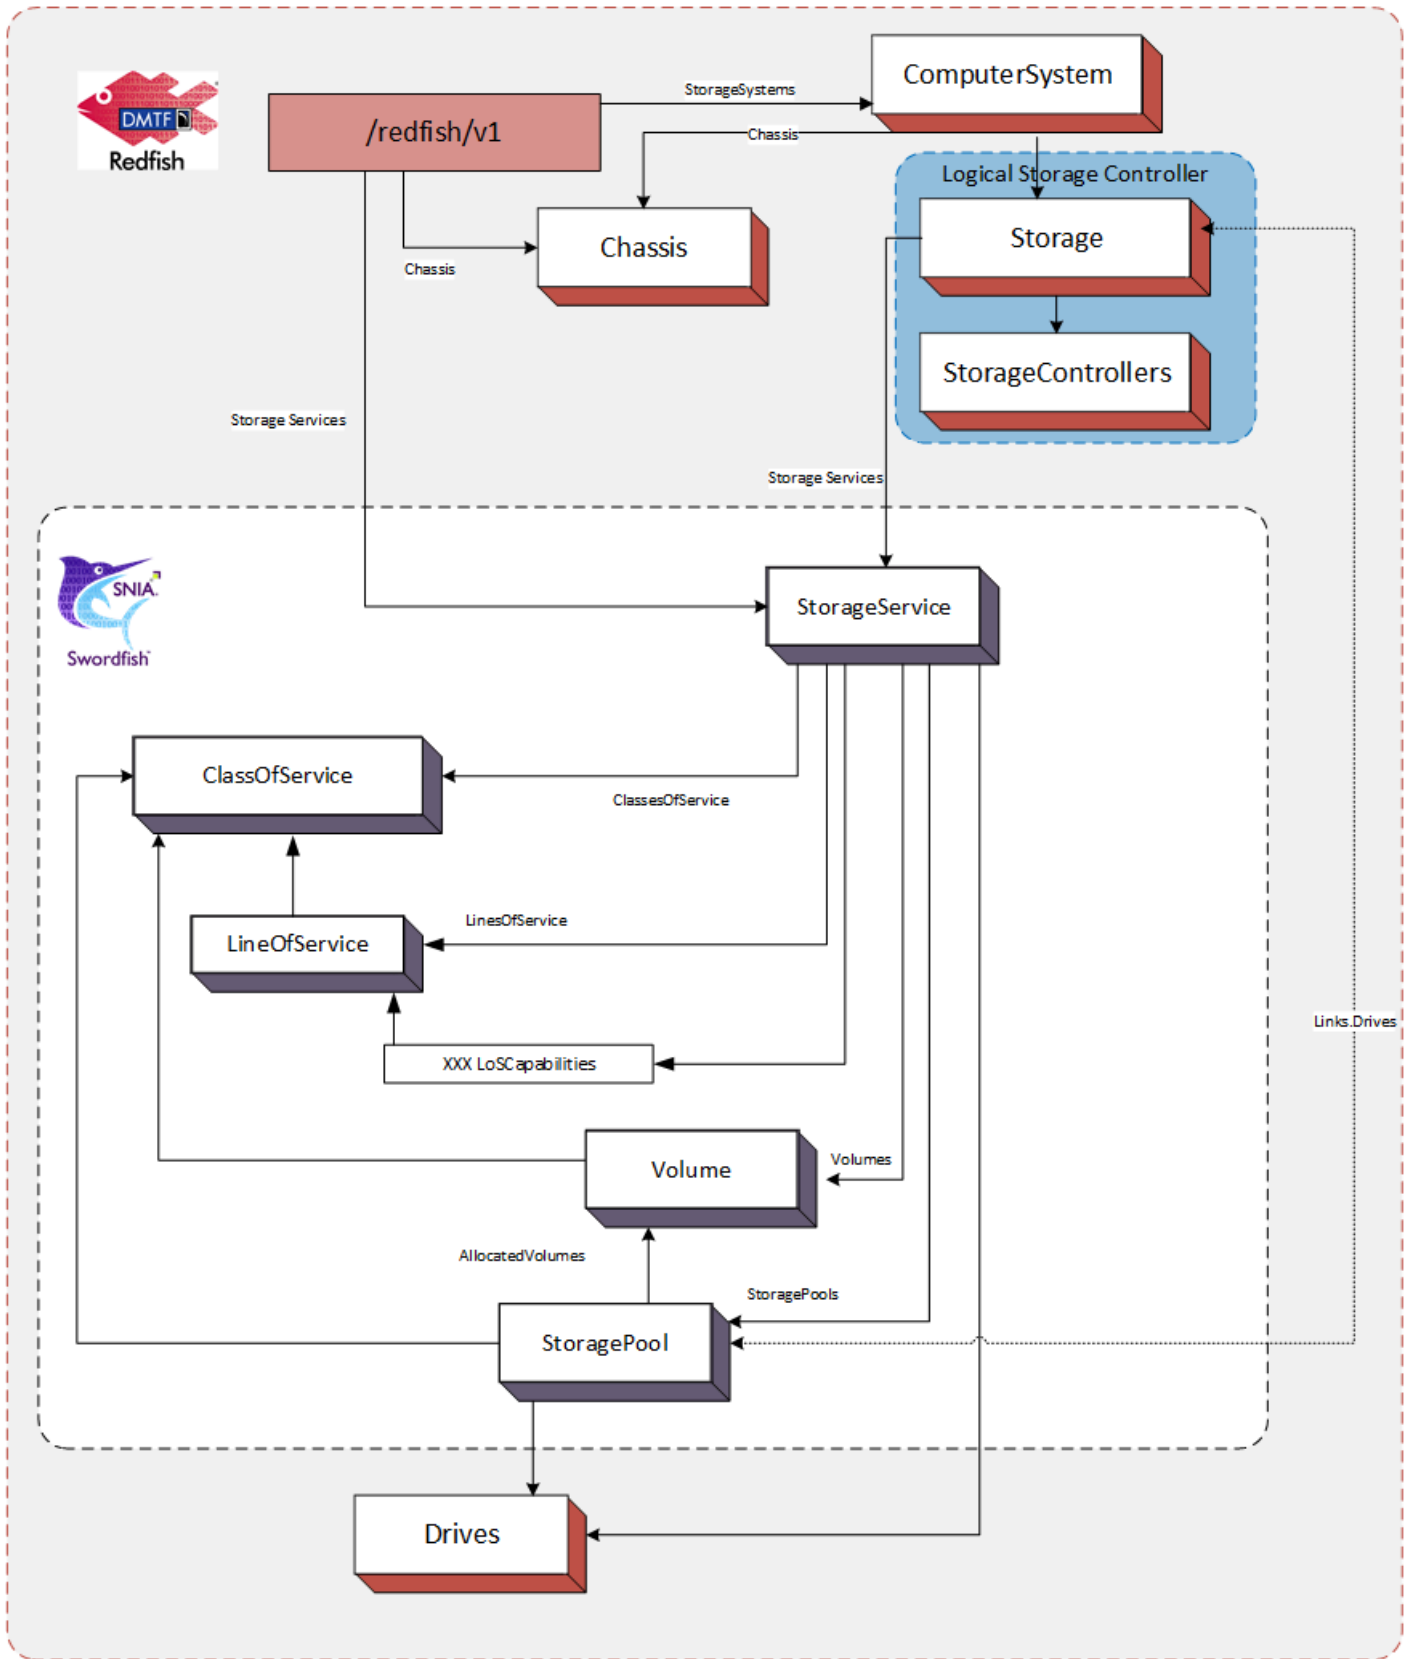 ComputerSystem
StorageSystems
/redfish/v1
Chassis
DMTF
Redfish
Logical Storage Controller
Storage
Chassis
Chassis
StorageControllers
Storage Services
Storage Services
SNIA
Swordfish
StorageService
ClassOfService
ClassesOfService
LinesOfService
LineOfService
Links.Drives
XXX LoSCapabilities
Volumes
Volume
AllocatedVolumes
StoragePools
StoragePool
Drives